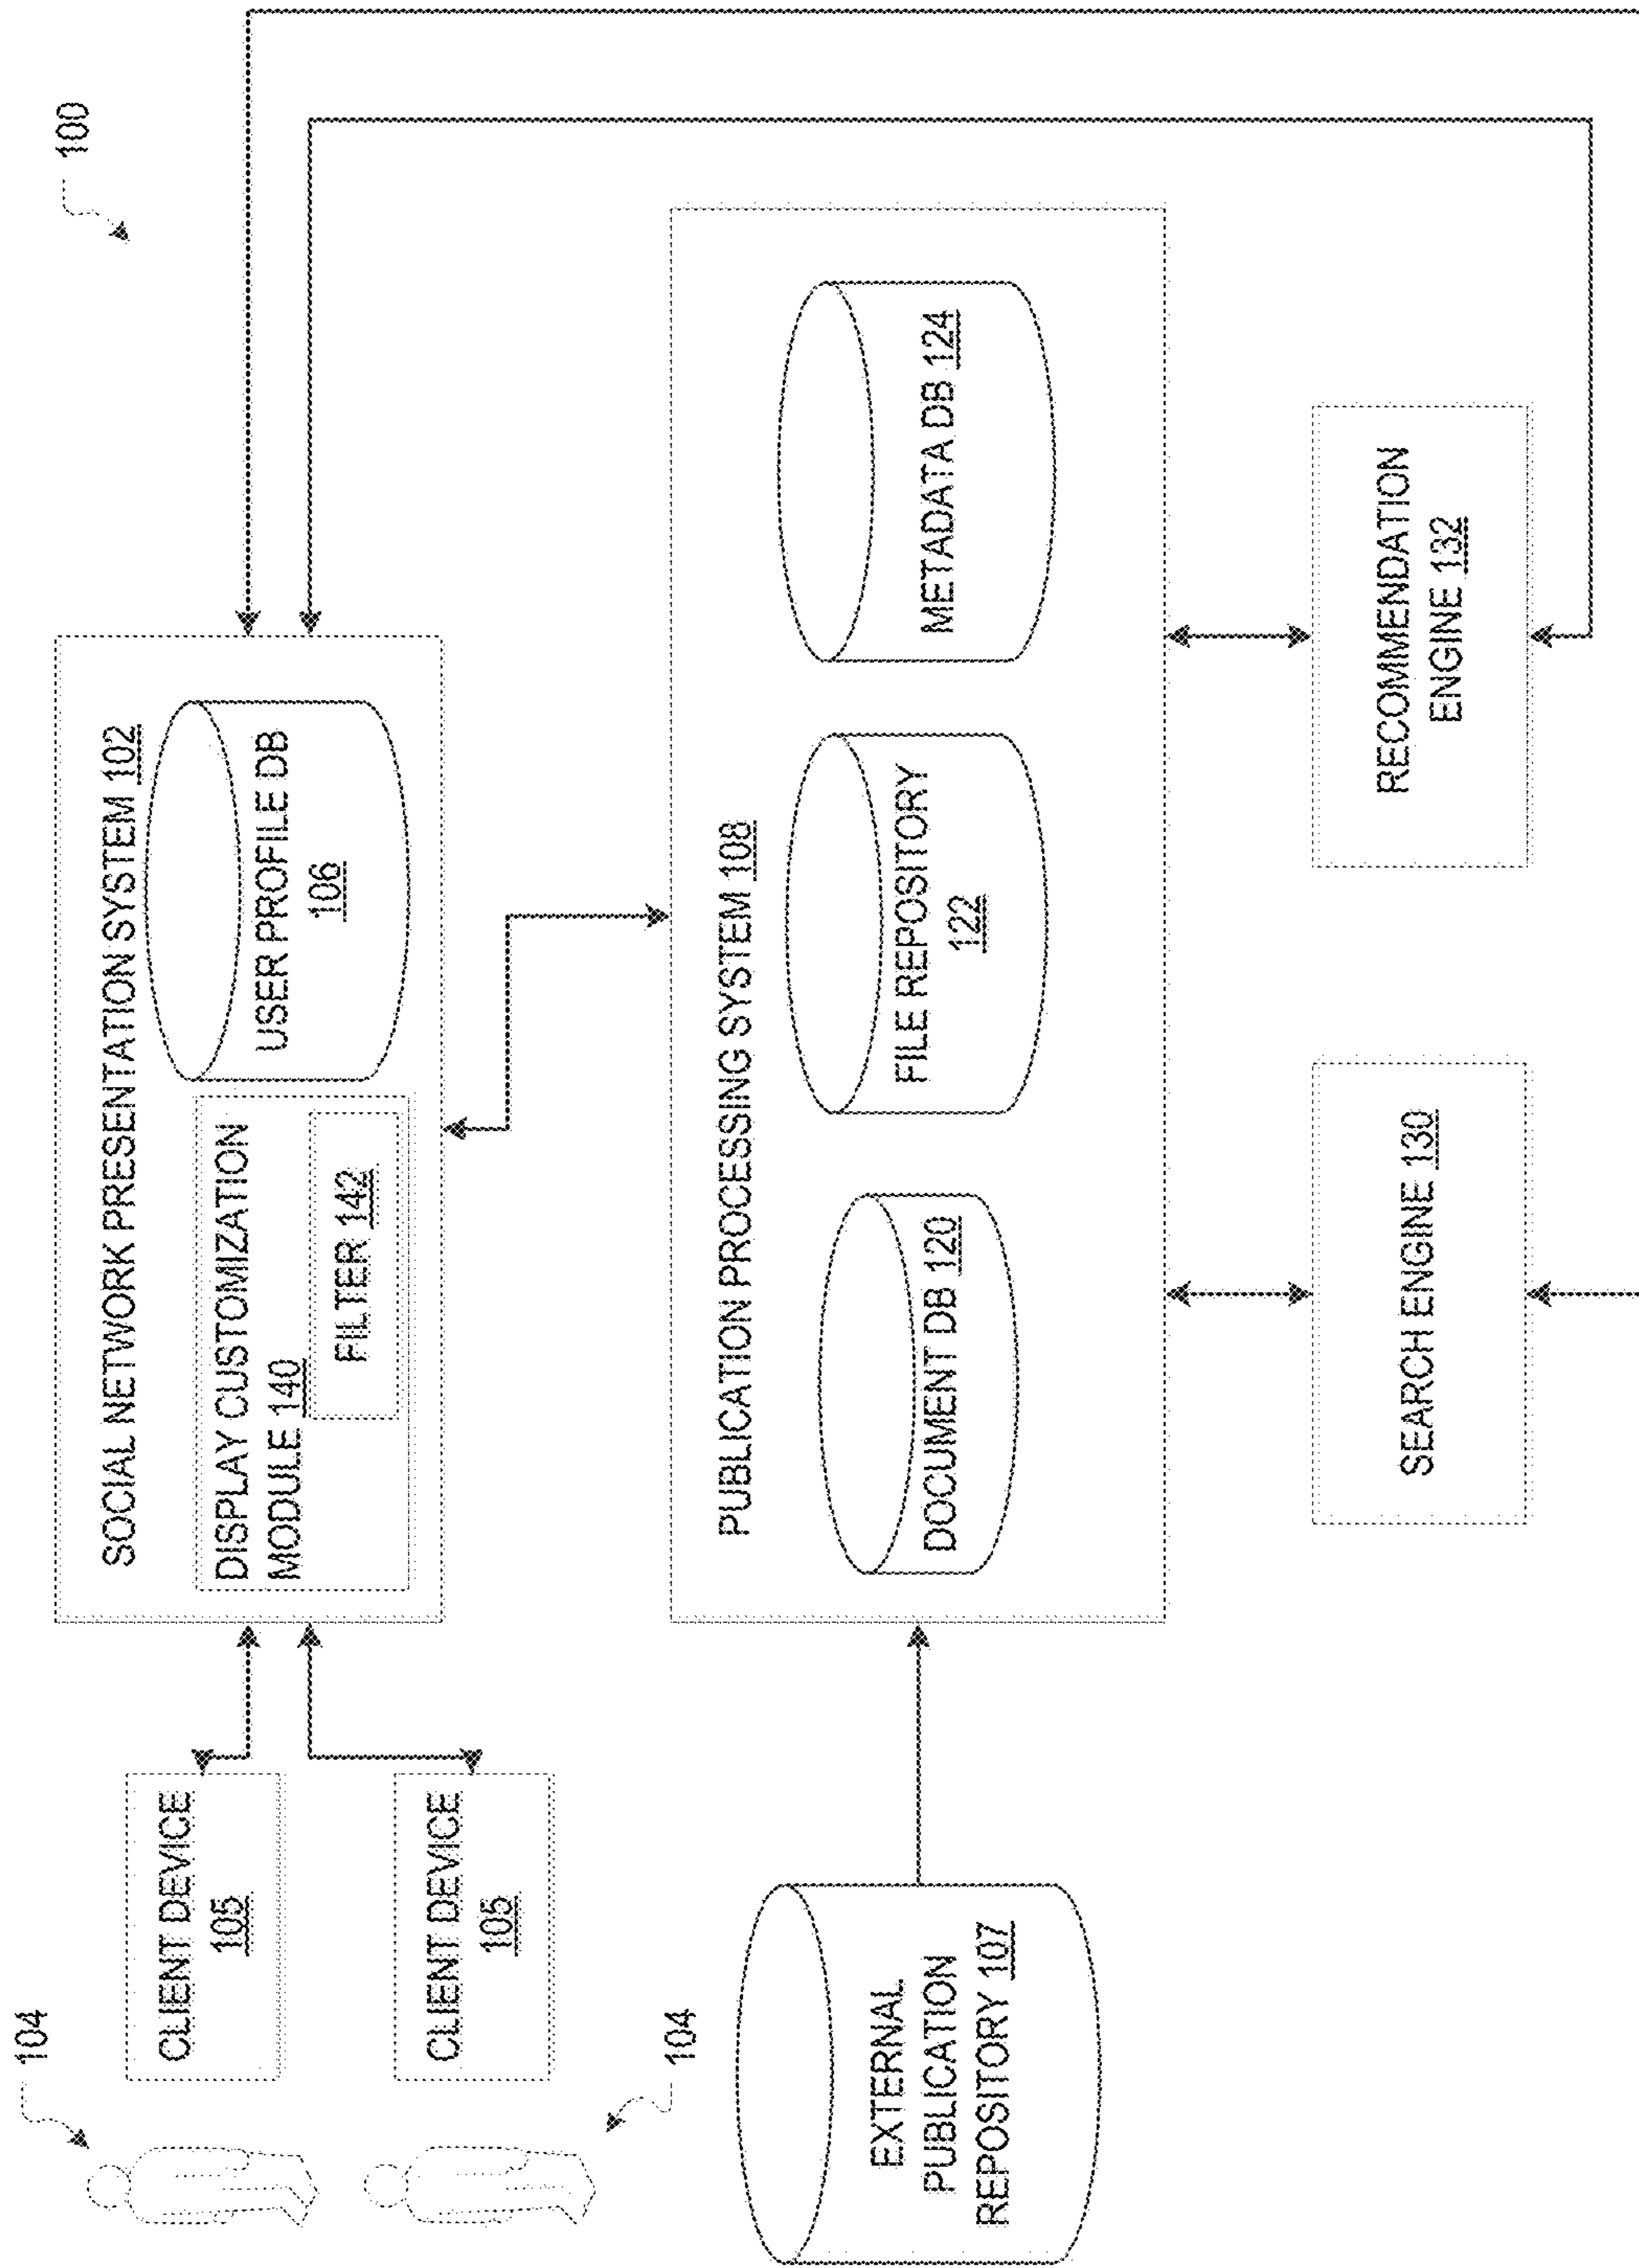 100
104
CLIENT DEVICE
105
CLIENT DEVICE
105
104
SOCIAL NETWORK PRESENTATION SYSTEM 102
DISPLAY CUSTOMIZATION
MODULE 140
FILTER 142
USER PROFILE DB
106
EXTERNAL
PUBLICATION
REPOSITORY 107
PUBLICATION PROCESSING SYSTEM 108
DOCUMENT DB 120
FILE REPOSITORY
122
METADATA DB 124
SEARCH ENGINE 130
RECOMMENDATION
ENGINE 132